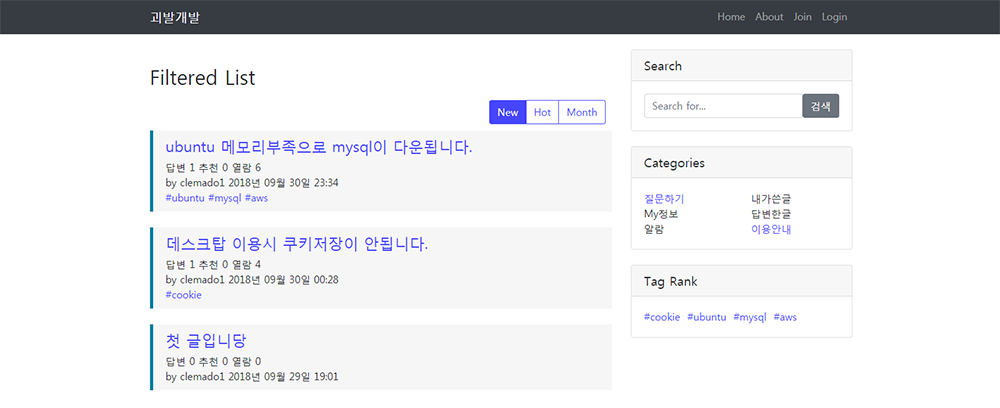 괴발개발 Home About Join Login
Filtered List
New Hot Month
ubuntu 메모리부족으로 mysql이 다운됩니다.
답변 1 추천 0 열람 6
by clemado1 2018년 09월 30일 23:34
#ubuntu #mysql #aws
데스크탑 이용시 쿠키저장이 안됩니다.
답변 1 추천 0 열람 4
by clemado1 2018년 09월 30일 00:28
#cookie
첫 글입니당
답변 0 추천 0 열람 0
by clemado1 2018년 09월 29일 19:01
Search
Search for... 검색
Categories
질문하기 내가쓴글
My정보 답변한글
알람 이용안내
Tag Rank
#cookie #ubuntu #mysql #aws